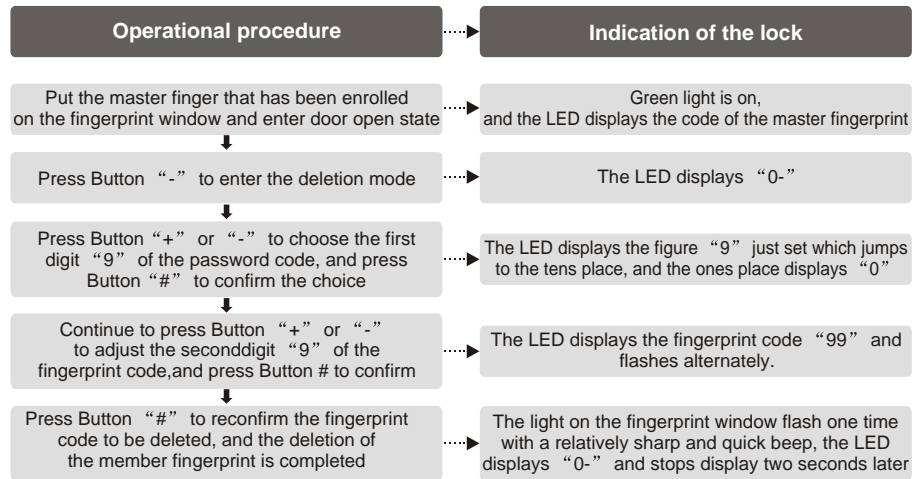 Operational procedure
Indication of the lock
Put the master finger that has been enrolled
on the fingerprint window and enter door open state
Green light is on,
and the LED displays the code of the master fingerprint
Press Button “-” to enter the deletion mode
The LED displays “0-”
Press Button “+” or “-” to choose the first
digit “9” of the password code, and press
Button “#” to confirm the choice
The LED displays the figure “9” just set which jumps
to the tens place, and the ones place displays “0”
Continue to press Button “+” or “-”
to adjust the seconddigit “9” of the
fingerprint code,and press Button # to confirm
The LED displays the fingerprint code “99” and
flashes alternately.
Press Button “#” to reconfirm the fingerprint
code to be deleted, and the deletion of
the member fingerprint is completed
The light on the fingerprint window flash one time
with a relatively sharp and quick beep, the LED
displays “0-” and stops display two seconds later